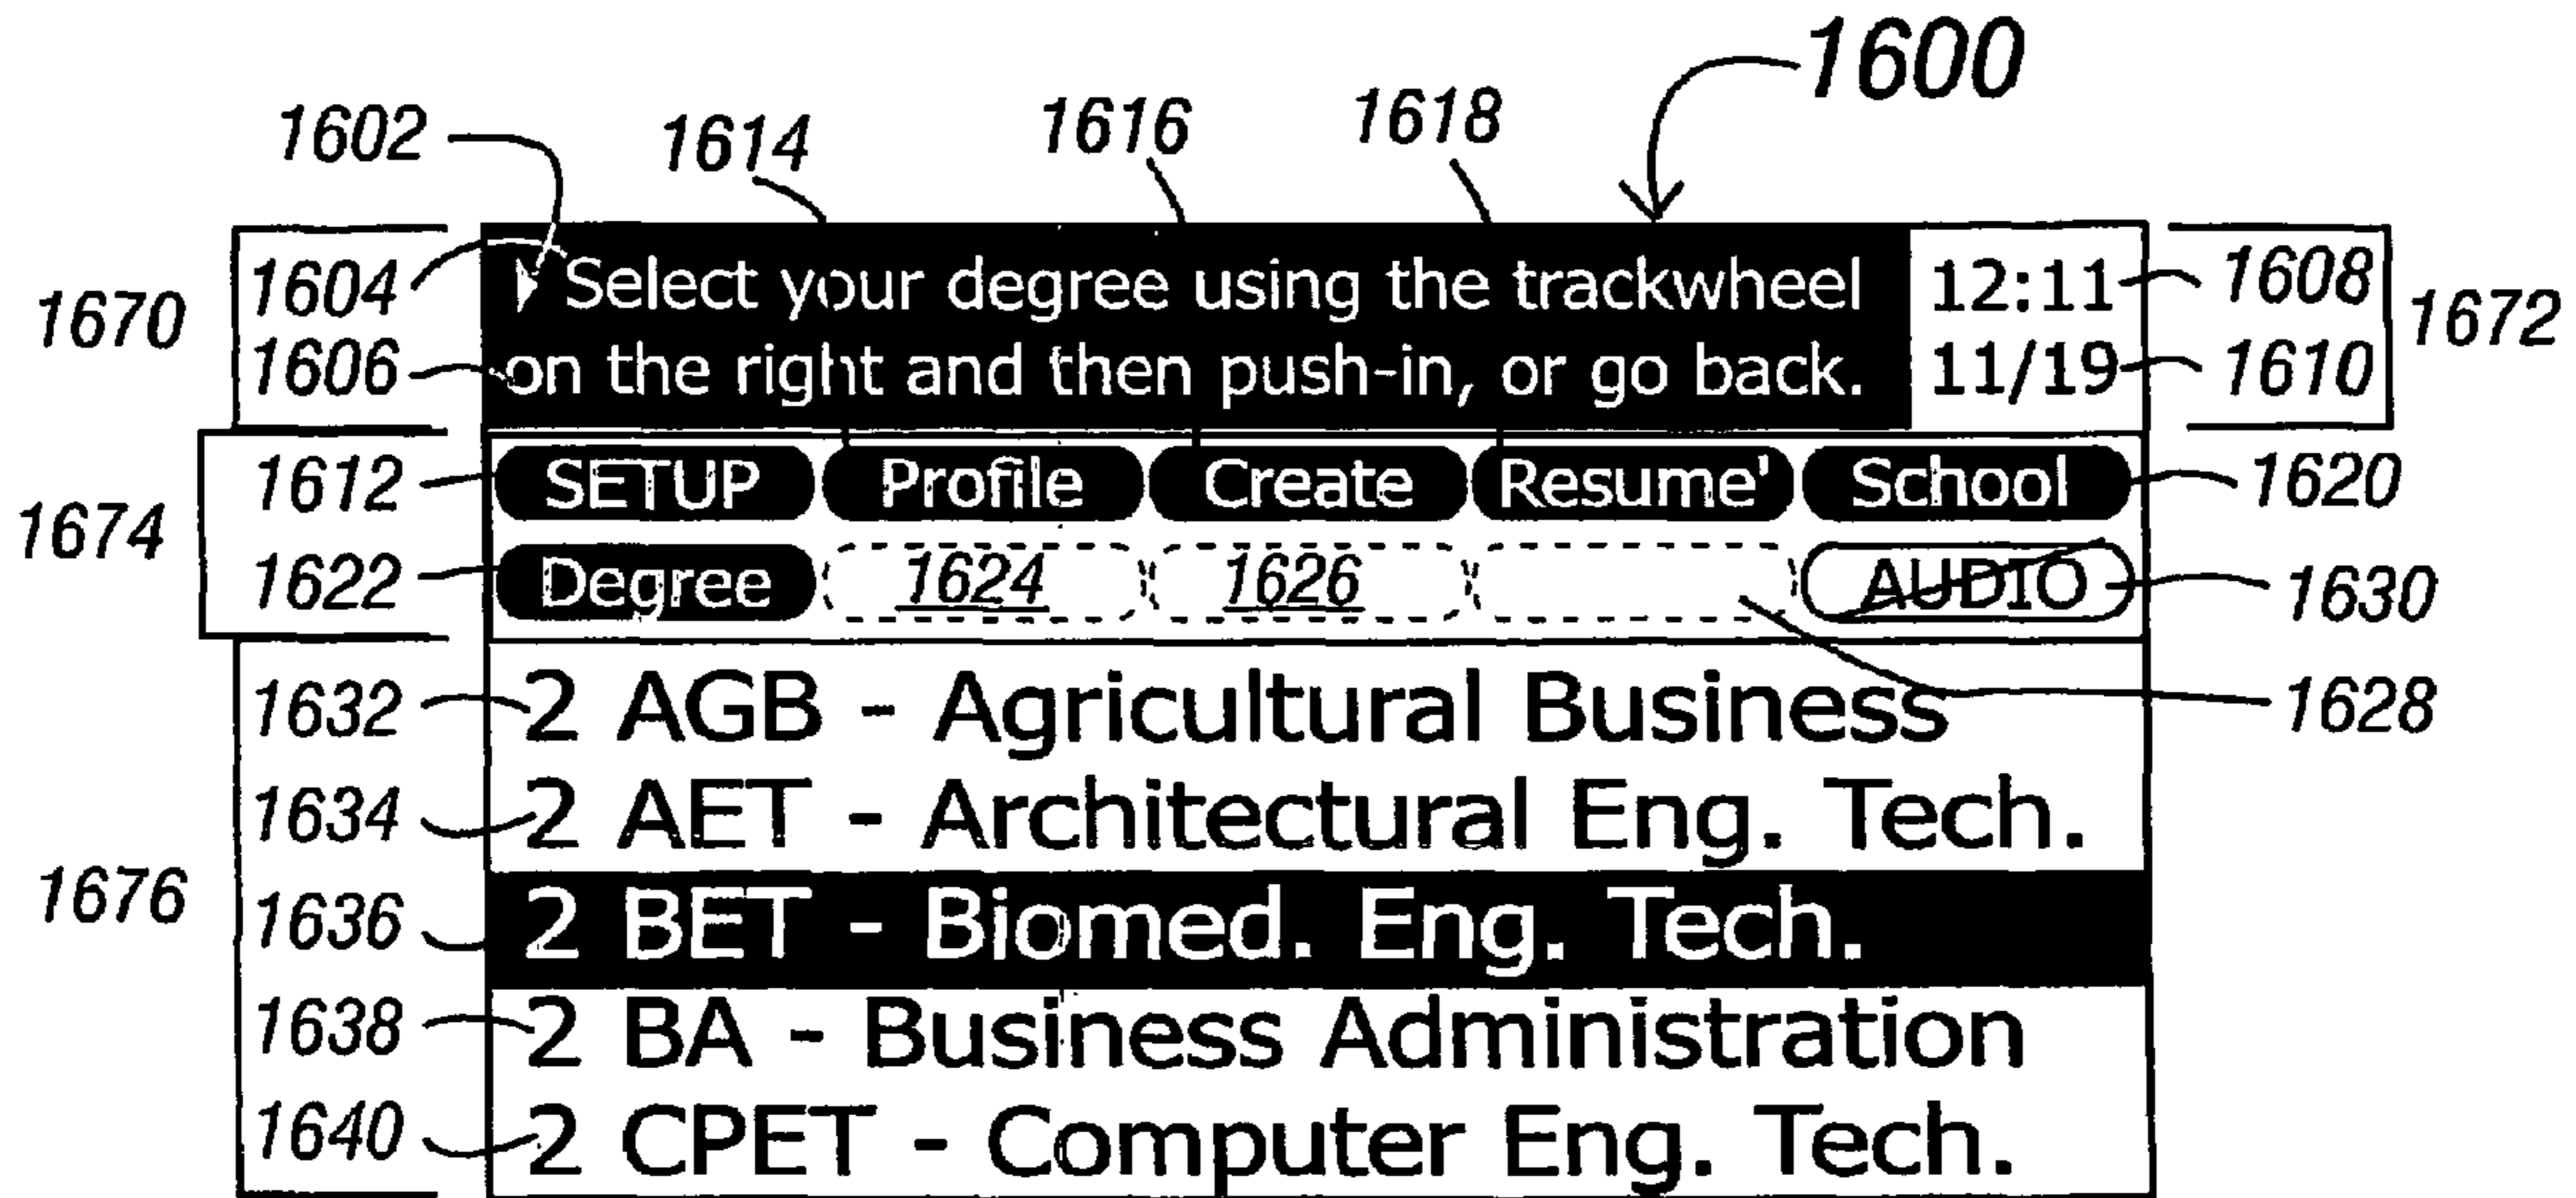 1600
1602 1614 1616 1618
1670 1604 Select your degree using the trackwheel 12:11 1608 1672
1606 on the right and then push-in, or go back. 11/19 1610
1674 1612 SETUP Profile Create Resume' School 1620
1622 Degree 1624 1626 AUDIO 1630
1632 2 AGB - Agricultural Business 1628
1634 2 AET - Architectural Eng. Tech.
1676 1636 2 BET - Biomed. Eng. Tech.
1638 2 BA - Business Administration
1640 2 CPET - Computer Eng. Tech.